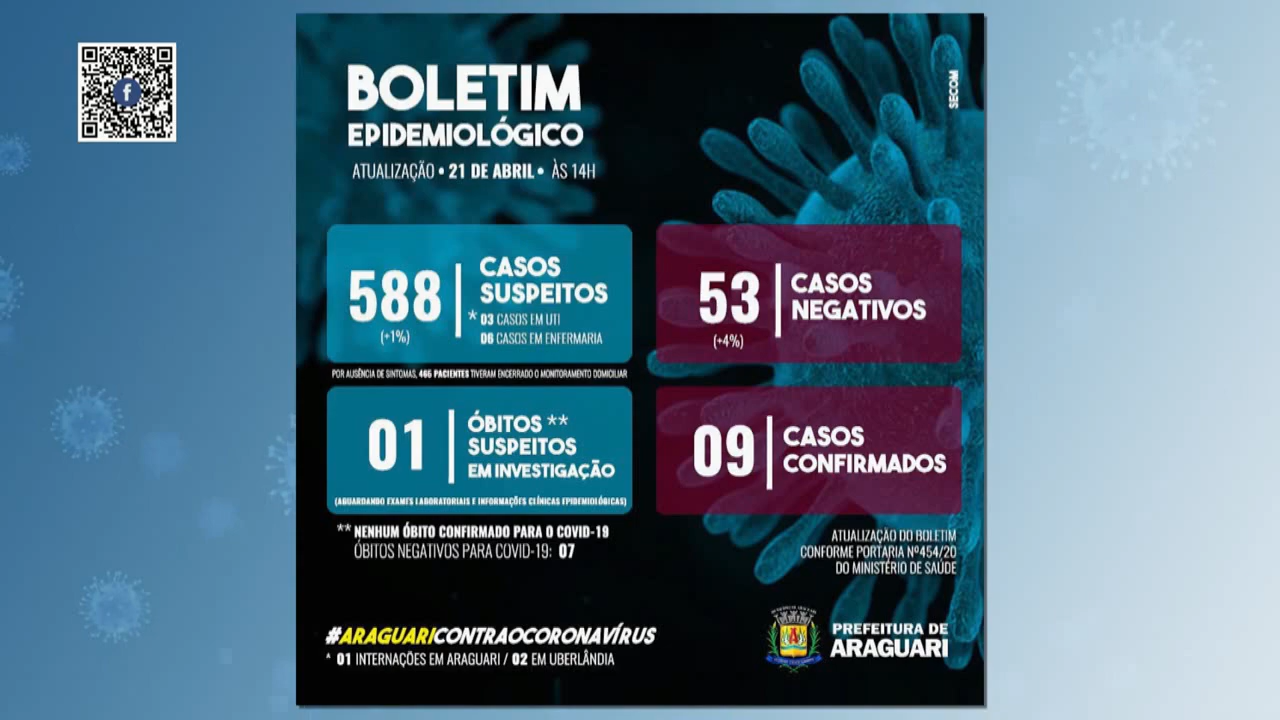 BOLETIM
EPIDEMIOLÓGICO
ATUALIZAÇÃO • 21 DE ABRIL • ÀS 14H
SECOM
588
(+1%)
CASOS
SUSPEITOS
* 03 CASOS EM UTI
06 CASOS EM ENFERMARIA
53
(+4%)
CASOS
NEGATIVOS
POR AUSÊNCIA DE SINTOMAS, 465 PACIENTES TIVERAM ENCERRADO O MONITORAMENTO DOMICILIAR
01
ÓBITOS **
SUSPEITOS
EM INVESTIGAÇÃO
(AGUARDANDO EXAMES LABORATORIAIS E INFORMAÇÕES CLÍNICAS EPIDEMIOLÓGICAS)
09
CASOS
CONFIRMADOS
** NENHUM ÓBITO CONFIRMADO PARA O COVID-19
ÓBITOS NEGATIVOS PARA COVID-19: 07
ATUALIZAÇÃO DO BOLETIM
CONFORME PORTARIA Nº454/20
DO MINISTÉRIO DE SAÚDE
#ARAGUARICONTRAOCORONAVÍRUS
* 01 INTERNAÇÕES EM ARAGUARI / 02 EM UBERLÂNDIA
PREFEITURA DE
ARAGUARI